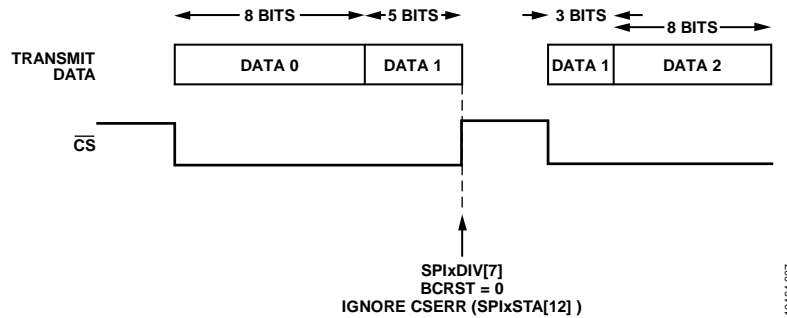 8 BITS
5 BITS
3 BITS
8 BITS
TRANSMIT
DATA
DATA 0
DATA 1
DATA 1
DATA 2
CS
SPIxDIV[7]
BCRST = 0
IGNORE CSERR (SPIxSTA[12] )